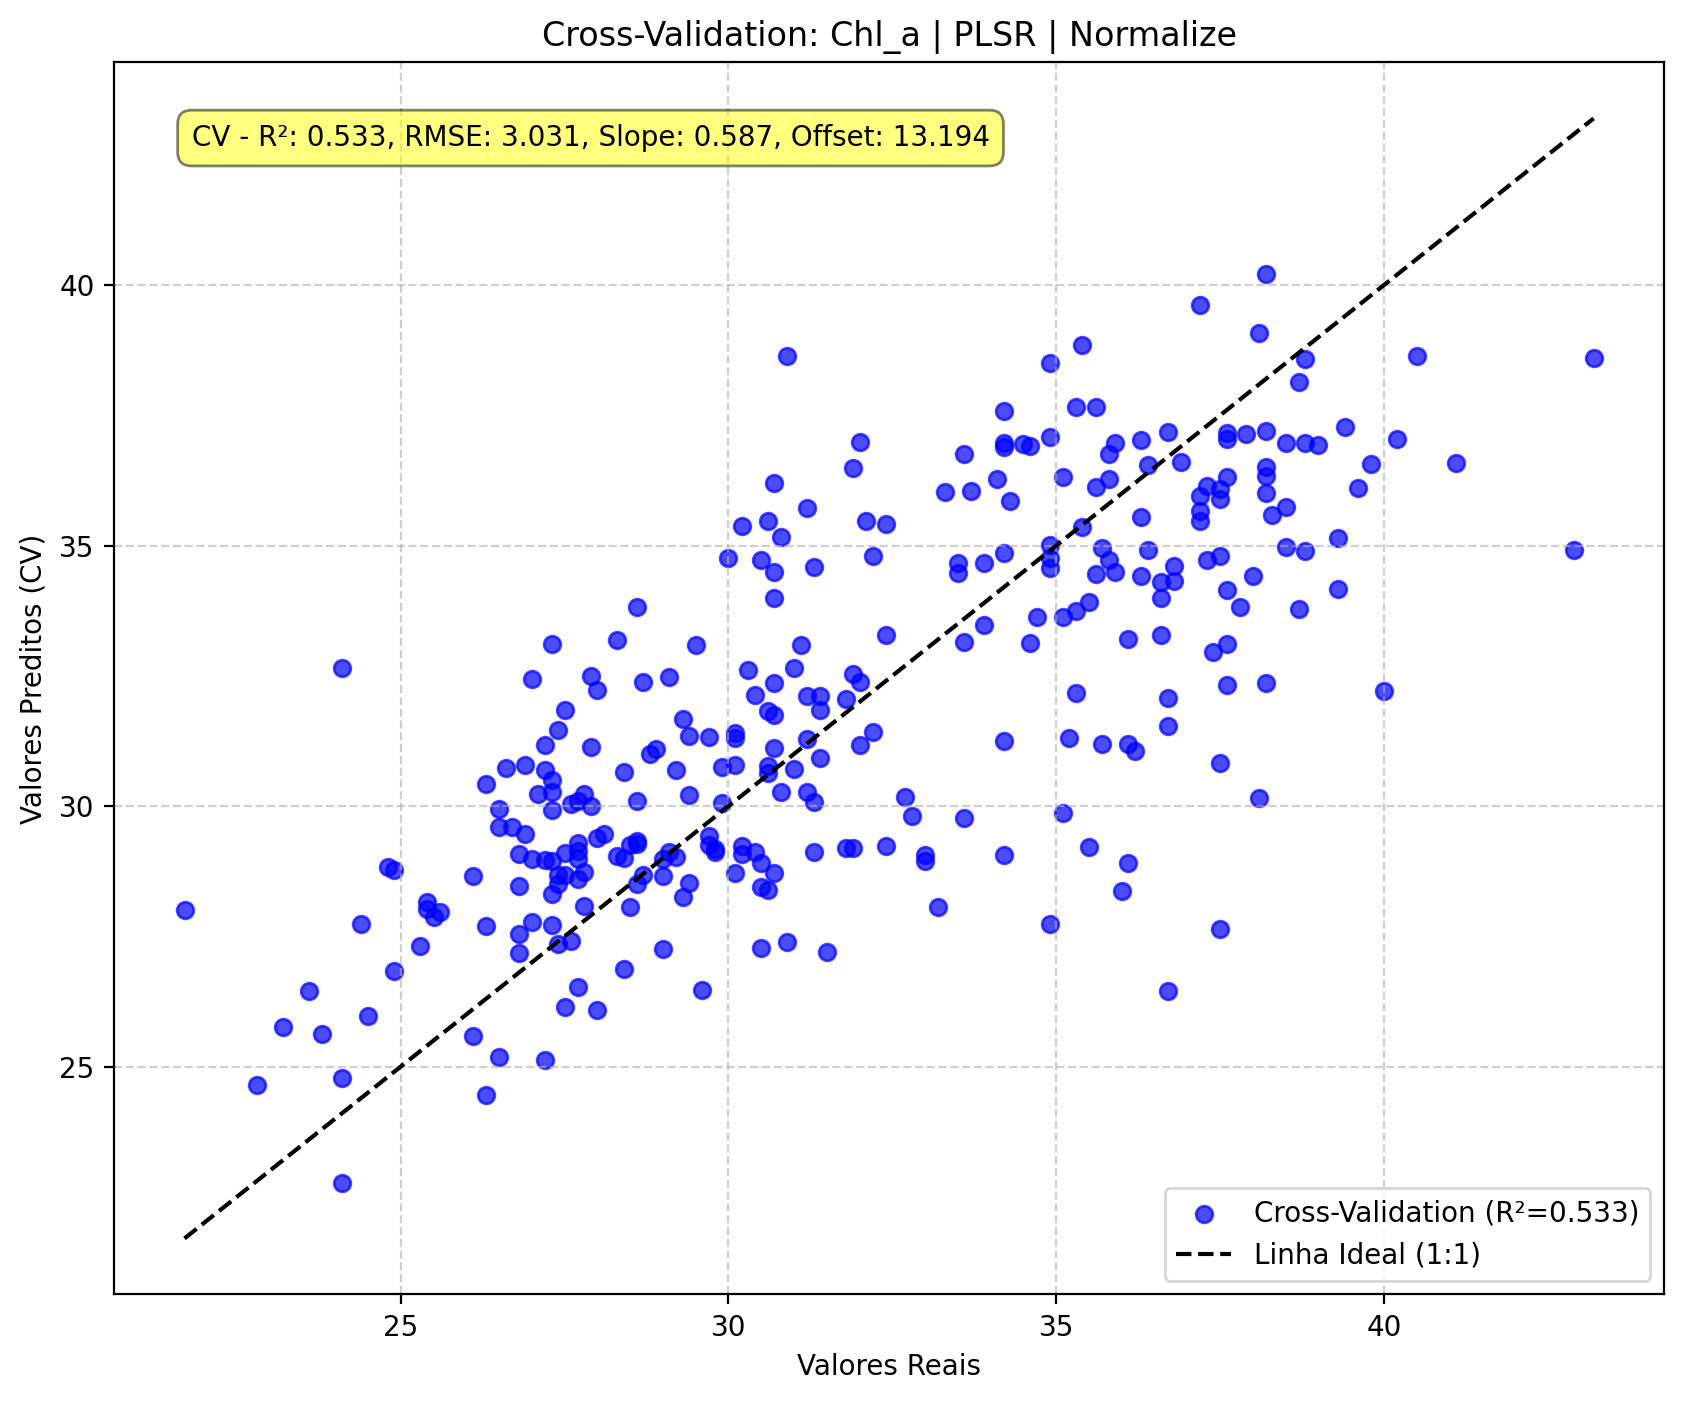 Cross-Validation: Chl_a | PLSR | Normalize
CV - R²: 0.533, RMSE: 3.031, Slope: 0.587, Offset: 13.194
40
35
30
25
Valores Preditos (CV)
Cross-Validation (R²=0.533)
Linha Ideal (1:1)
25 30 35 40
Valores Reais